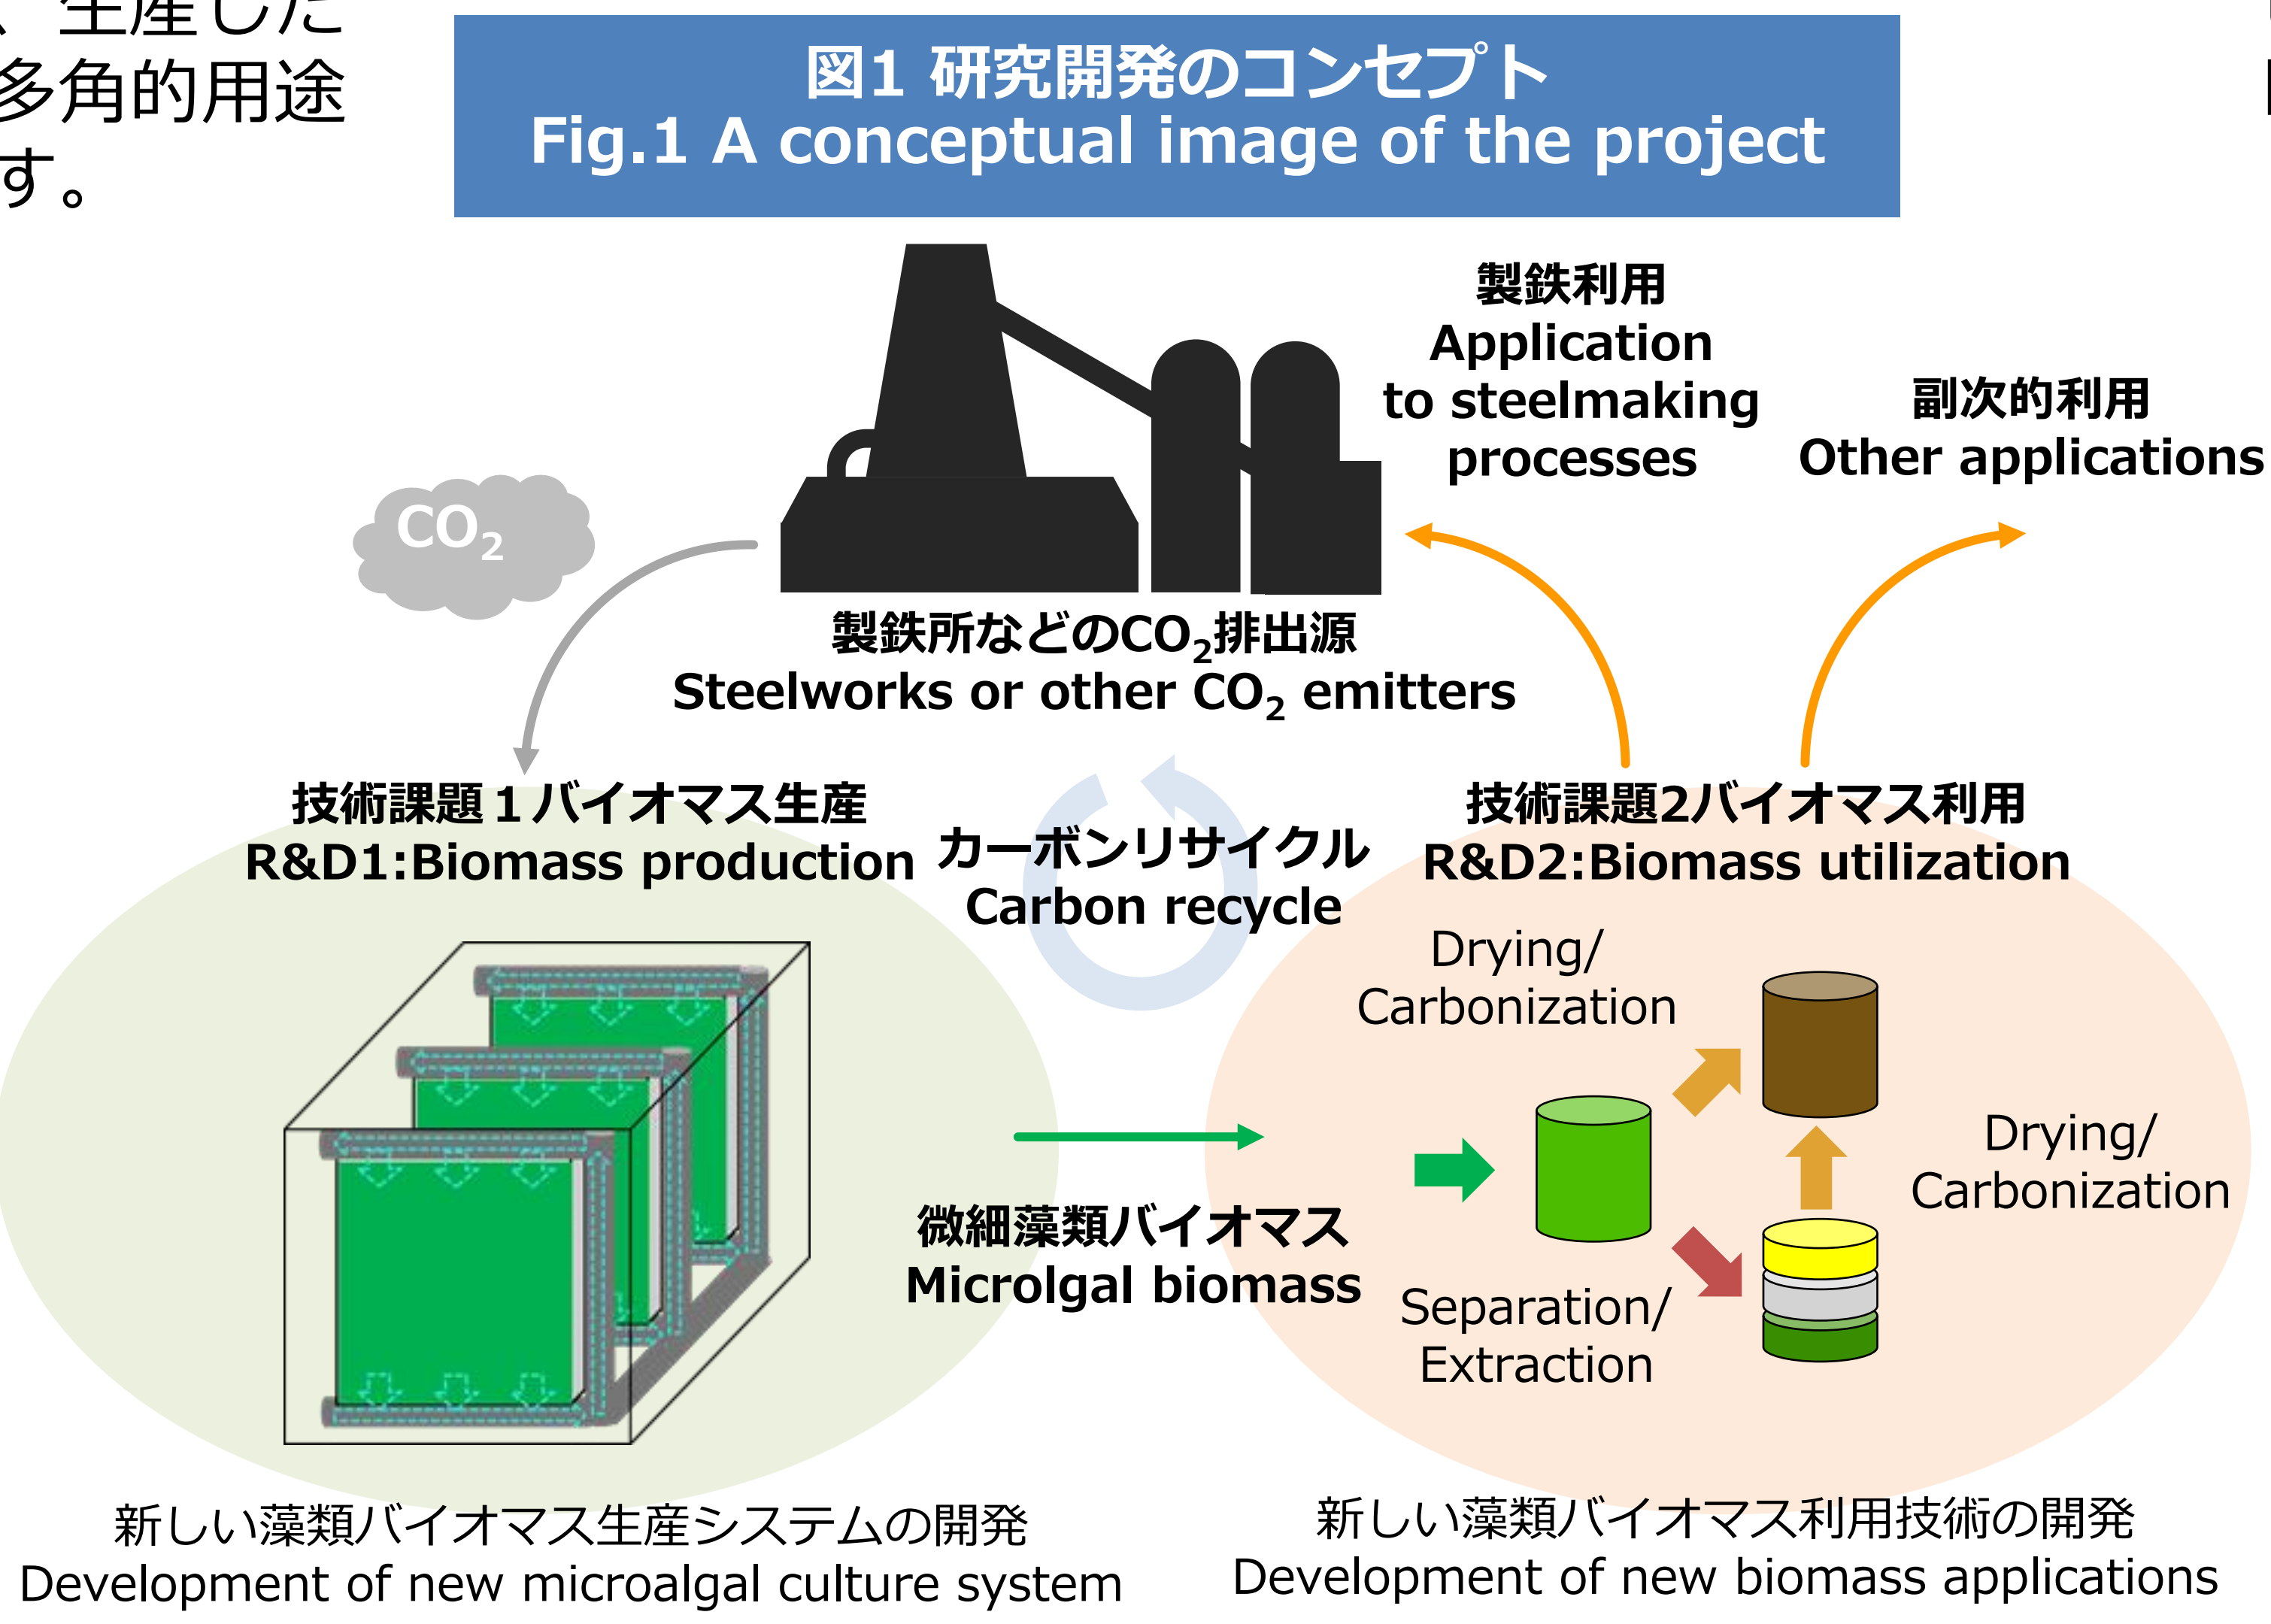 、生産した
多角的用途
す。
図1 研究開発のコンセプト
Fig.1 A conceptual image of the project
製鉄利用
Application
to steelmaking
processes
副次的利用
Other applications
CO₂
製鉄所などのCO₂排出源
Steelworks or other CO₂ emitters
技術課題１バイオマス生産
R&D1:Biomass production
カーボンリサイクル
Carbon recycle
技術課題2バイオマス利用
R&D2:Biomass utilization
Drying/
Carbonization
Drying/
Carbonization
微細藻類バイオマス
Microlgal biomass
Separation/
Extraction
新しい藻類バイオマス生産システムの開発
Development of new microalgal culture system
新しい藻類バイオマス利用技術の開発
Development of new biomass applications